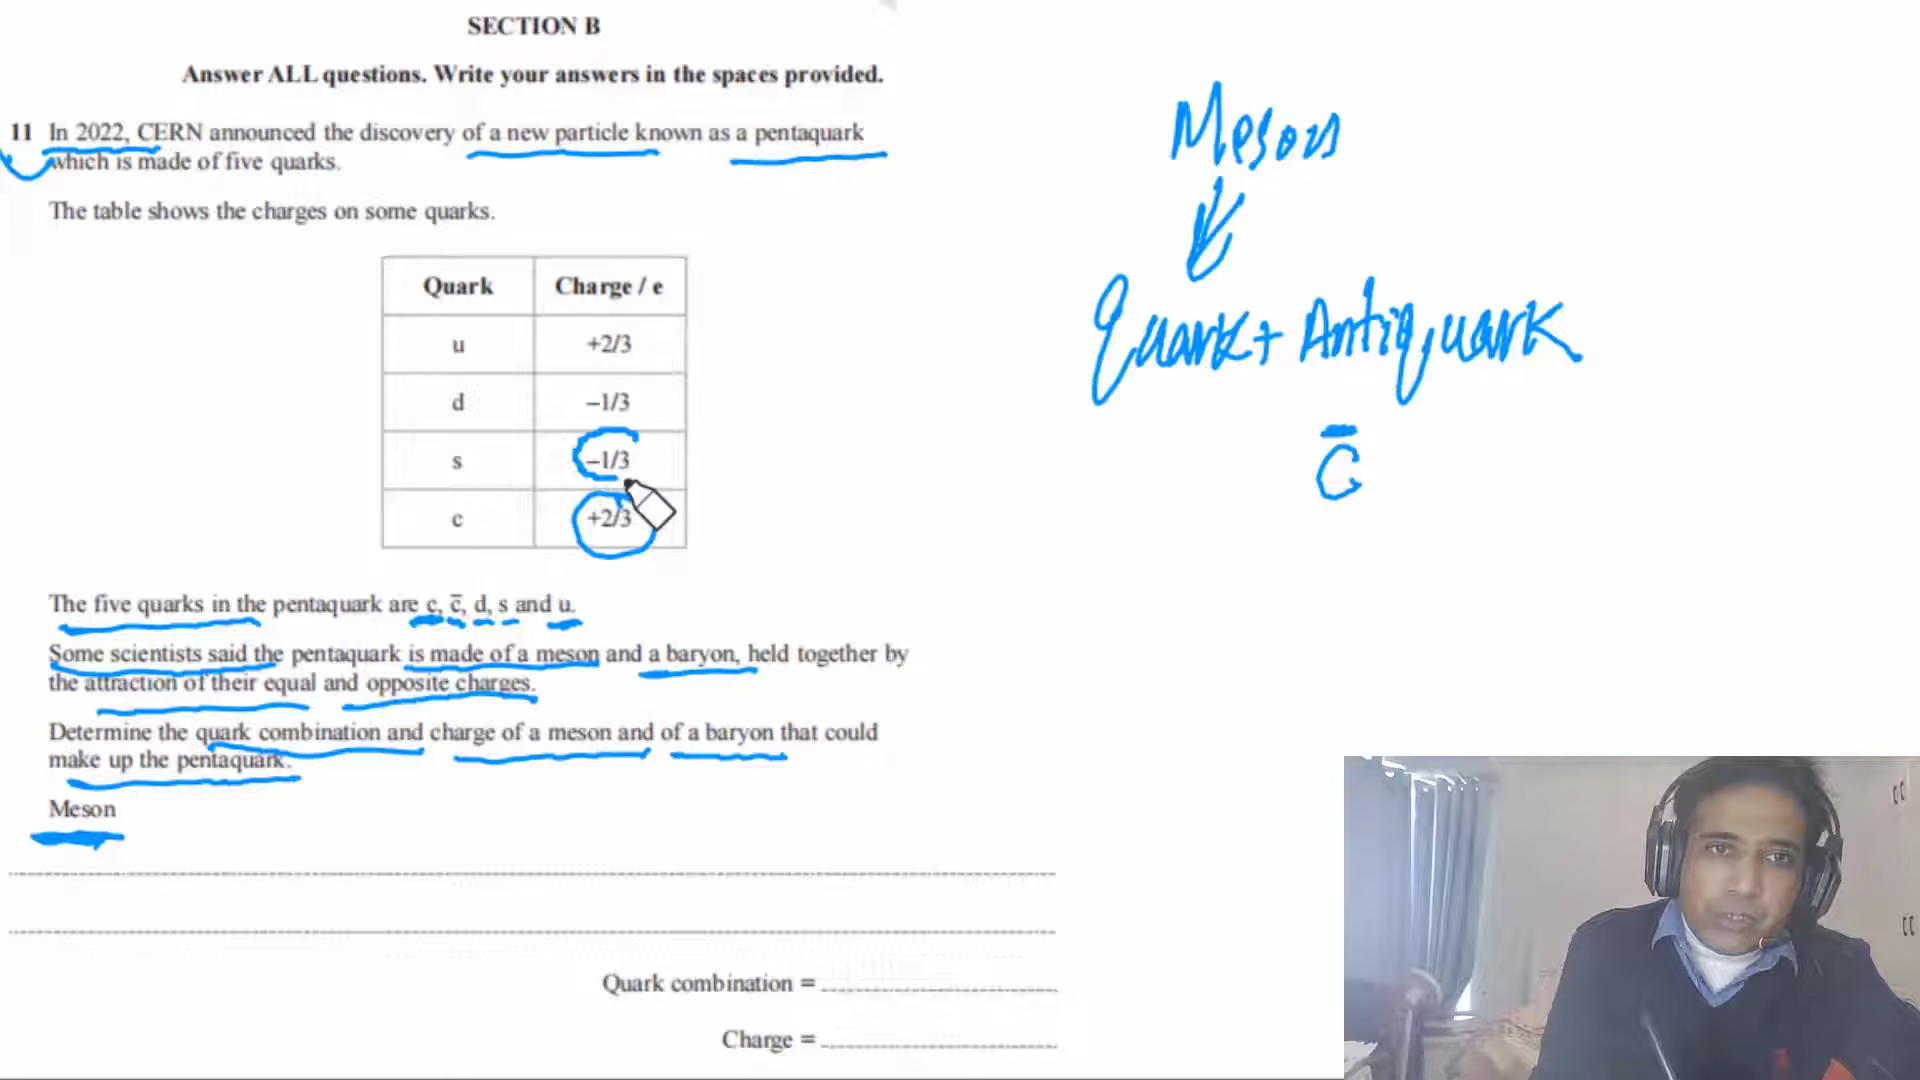 SECTION B
Answer ALL questions. Write your answers in the spaces provided.
11 In 2022, CERN announced the discovery of a new particle known as a pentaquark
which is made of five quarks.
The table shows the charges on some quarks.
Quark Charge / e
u +2/3
d –1/3
s –1/3
c +2/3
The five quarks in the pentaquark are c, c̄, d, s and u.
Some scientists said the pentaquark is made of a meson and a baryon, held together by
the attraction of their equal and opposite charges.
Determine the quark combination and charge of a meson and of a baryon that could
make up the pentaquark.
Meson
Quark combination =
Charge =
Meson
Quark + Antiquark
c̄